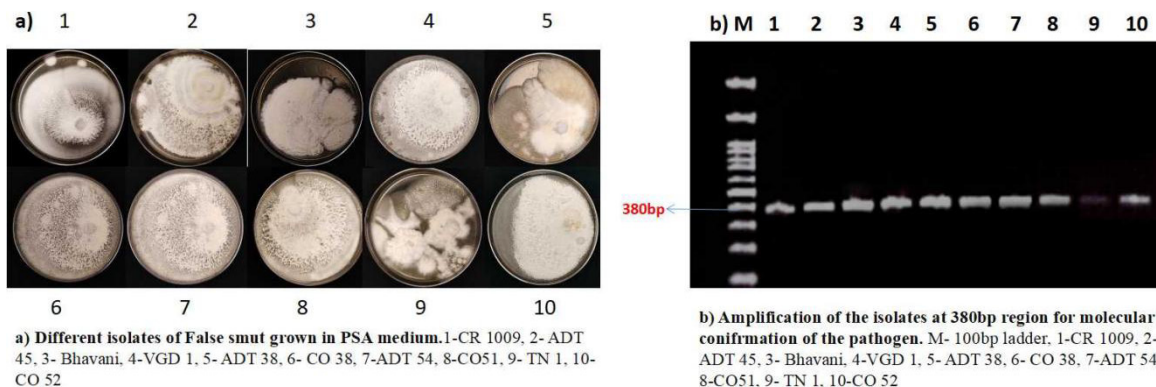 a)
1 2 3 4 5
6 7 8 9 10
a) Different isolates of False smut grown in PSA medium.1-CR 1009, 2- ADT
45, 3- Bhavani, 4-VGD 1, 5- ADT 38, 6- CO 38, 7-ADT 54, 8-CO51, 9- TN 1, 10-
CO 52
b) M 1 2 3 4 5 6 7 8 9 10
380bp
b) Amplification of the isolates at 380bp region for molecular
conifrmation of the pathogen. M- 100bp ladder, 1-CR 1009, 2-
ADT 45, 3- Bhavani, 4-VGD 1, 5- ADT 38, 6- CO 38, 7-ADT 54
8-CO51, 9- TN 1, 10-CO 52